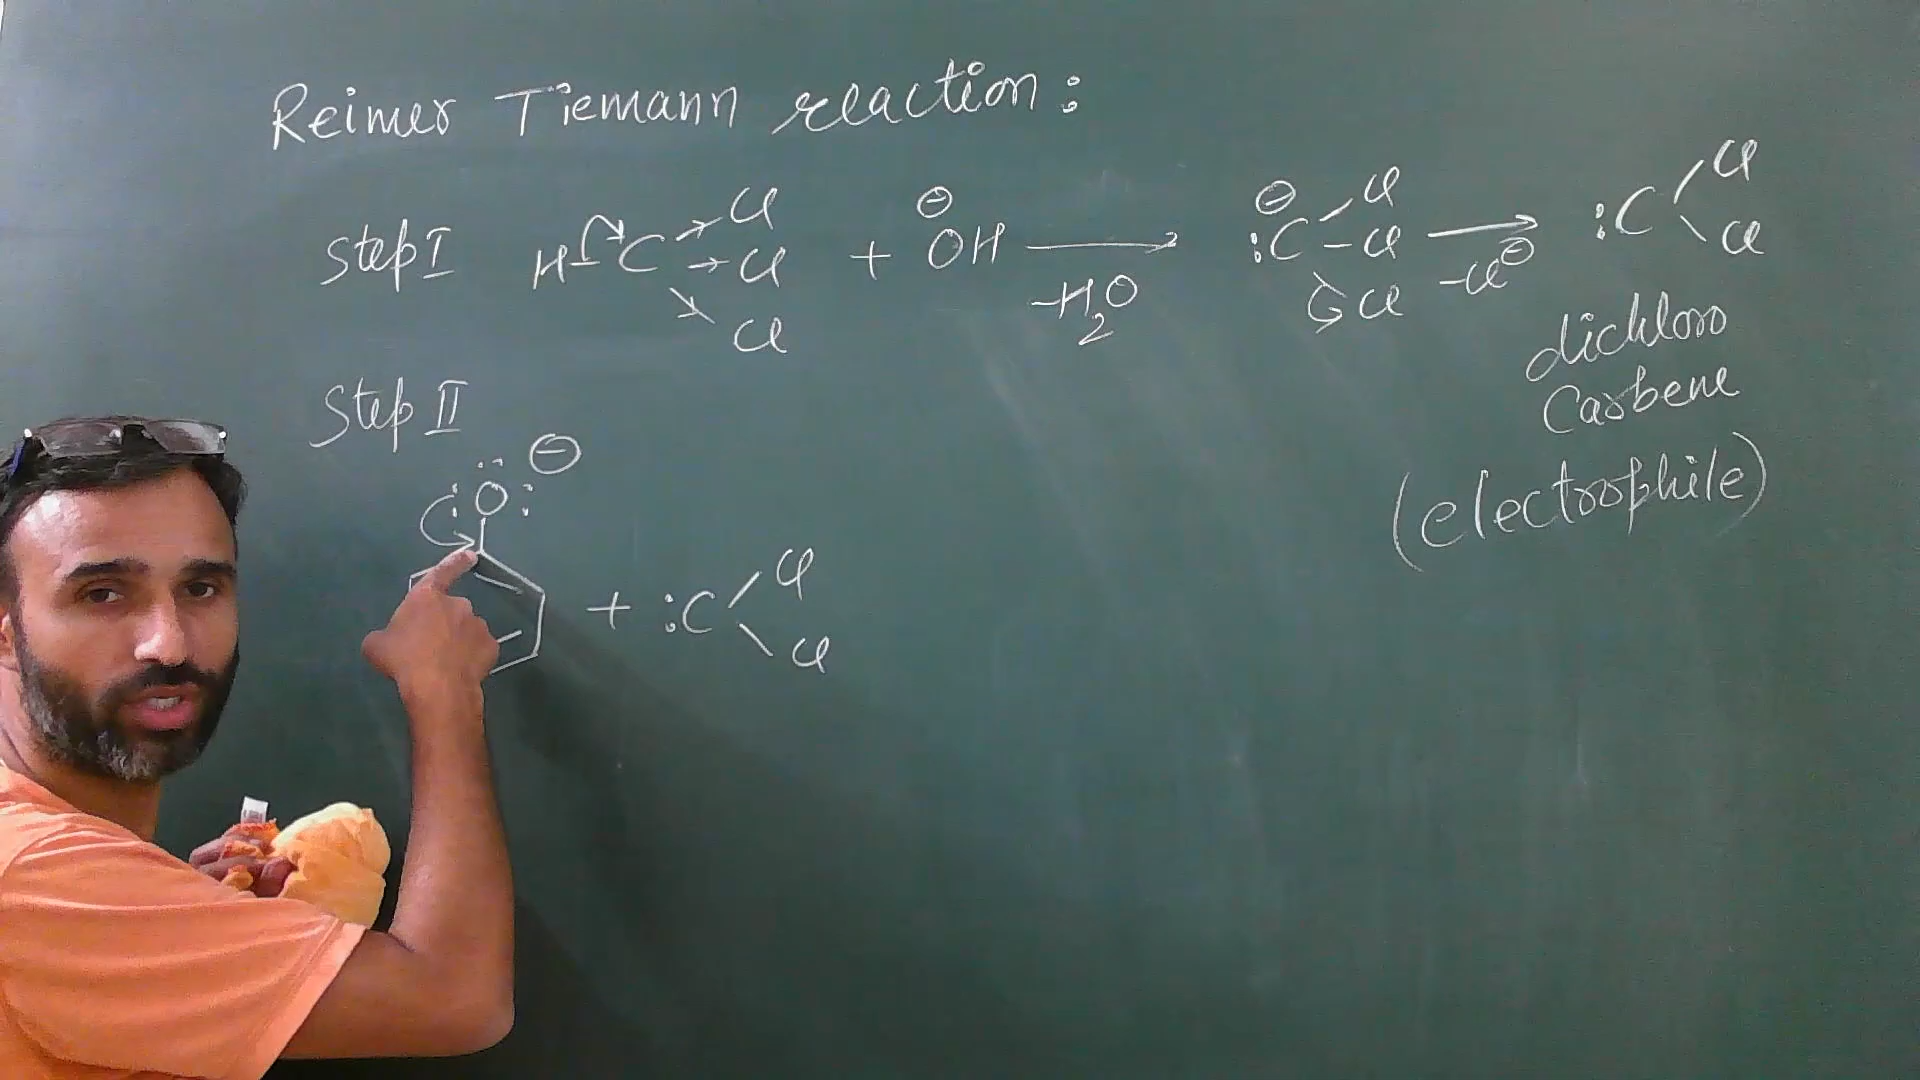 Reimer Tiemann reaction:
Step I H-C Cl Cl Cl + ⊖OH -H2O ⊖:C-Cl Cl Cl -Cl⊖ :C Cl Cl
dichloro
Carbene
(electrophile)
Step II
:O: ⊖ + :C Cl Cl